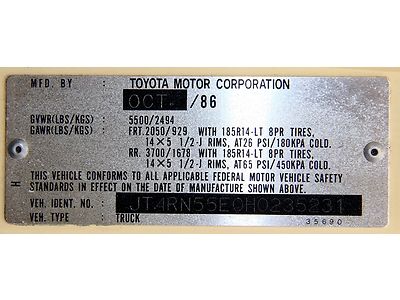 MFD. BY : TOYOTA MOTOR CORPORATION
OCT. /86
GVWR(LBS/KGS) : 5500/2494
GAWR(LBS/KGS) : FRT.2050/929 WITH 185R14-LT 8PR TIRES,
14×5 1/2-J RIMS, AT26 PSI/180KPA COLD.
RR. 3700/1678 WITH 185R14-LT 8PR TIRES,
14×5 1/2-J RIMS, AT65 PSI/450KPA COLD.
THIS VEHICLE CONFORMS TO ALL APPLICABLE FEDERAL MOTOR VEHICLE SAFETY
STANDARDS IN EFFECT ON THE DATE OF MANUFACTURE SHOWN ABOVE.
H
VEH. IDENT. NO. : JT4RN55E0H0235231
VEH. TYPE : TRUCK 35690